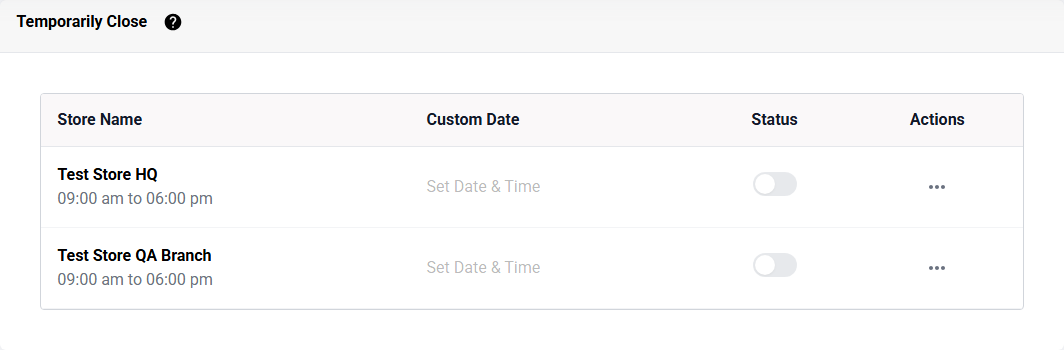 Temporarily Close ?
Store Name Custom Date Status Actions
Test Store HQ
09:00 am to 06:00 pm
Set Date & Time
Test Store QA Branch
09:00 am to 06:00 pm
Set Date & Time